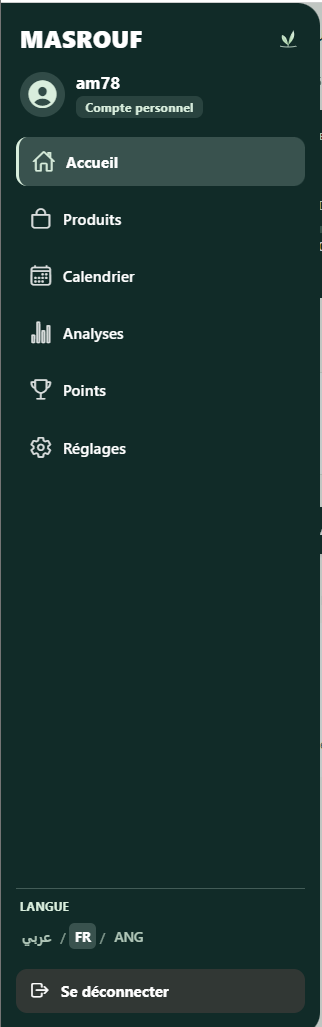 MASROUF
am78
Compte personnel
Accueil
Produits
Calendrier
Analyses
Points
Réglages
LANGUE
عربي / FR / ANG
Se déconnecter